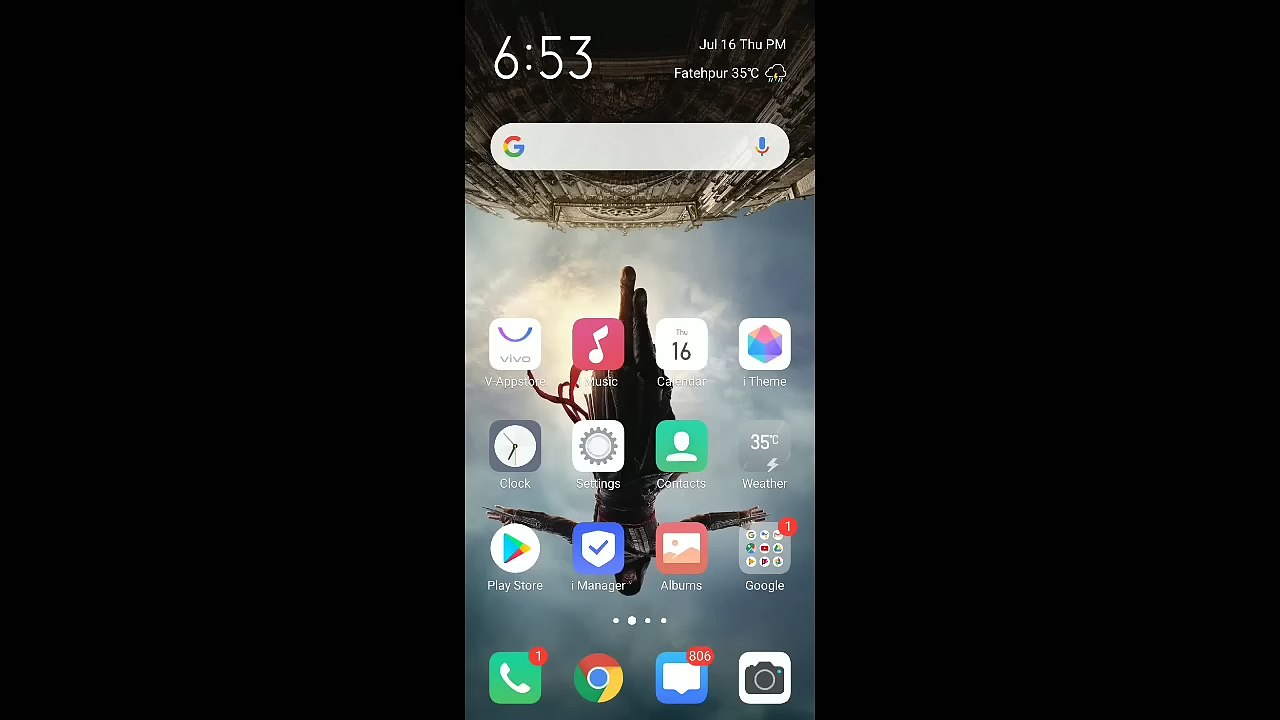 6:53
Jul 16 Thu PM
Fatehpur 35℃
vivo
Thu
16
V-Appstore
i Music
Calendar
i Theme
35℃
Clock
Settings
Contacts
Weather
1
Play Store
i Manager
Albums
Google
1
806